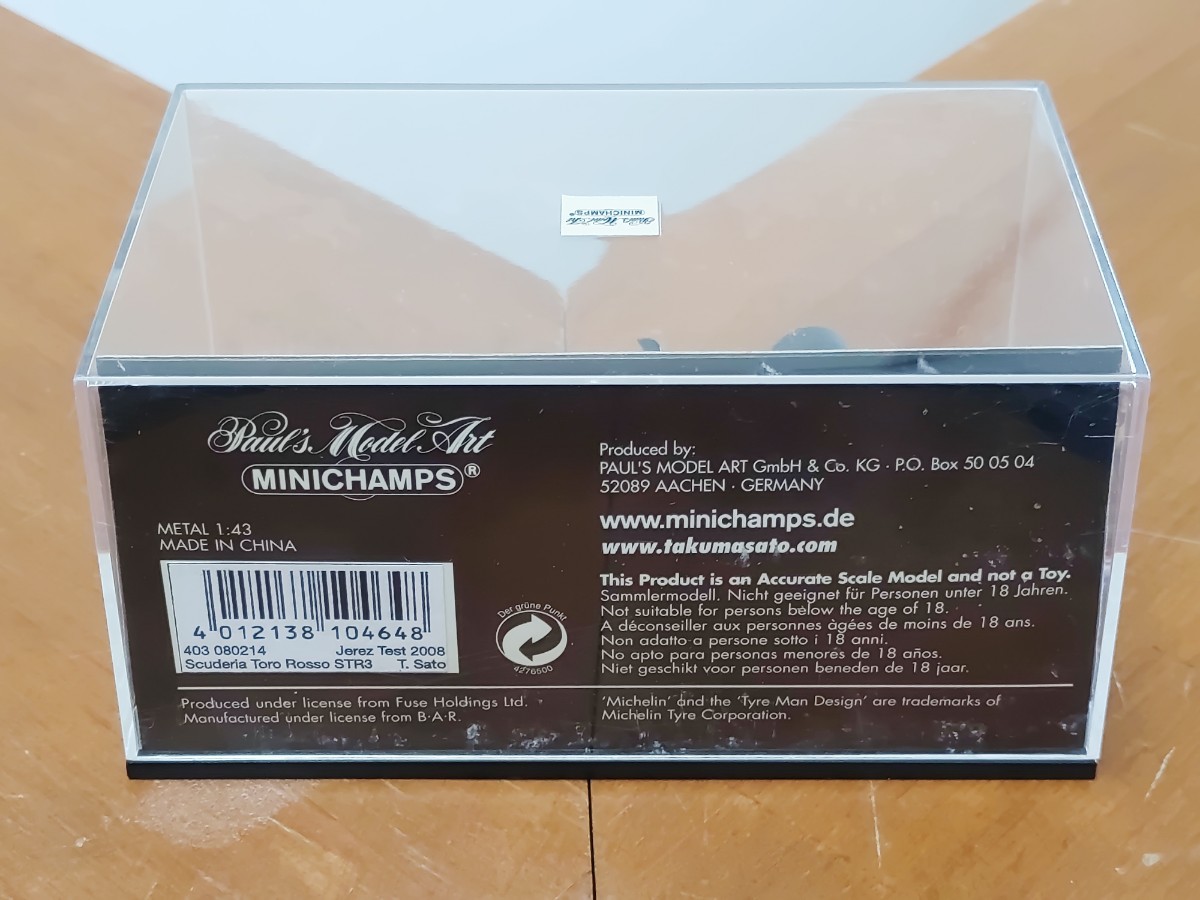 Paul's Model Art
MINICHAMPS®
Paul's Model Art
MINICHAMPS®
METAL 1:43
MADE IN CHINA
4 012138 104648
403 080214 Jerez Test 2008
Scuderia Toro Rosso STR3 T. Sato
Der grüne Punkt
4276500
Produced by:
PAUL'S MODEL ART GmbH & Co. KG · P.O. Box 50 05 04
52089 AACHEN · GERMANY
www.minichamps.de
www.takumasato.com
This Product is an Accurate Scale Model and not a Toy.
Sammlermodell. Nicht geeignet für Personen unter 18 Jahren.
Not suitable for persons below the age of 18.
A déconseiller aux personnes âgées de moins de 18 ans.
Non adatto a persone sotto i 18 anni.
No apto para personas menores de 18 años.
Niet geschikt voor personen beneden de 18 jaar.
Produced under license from Fuse Holdings Ltd.
Manufactured under license from B·A·R.
'Michelin' and the 'Tyre Man Design' are trademarks of
Michelin Tyre Corporation.